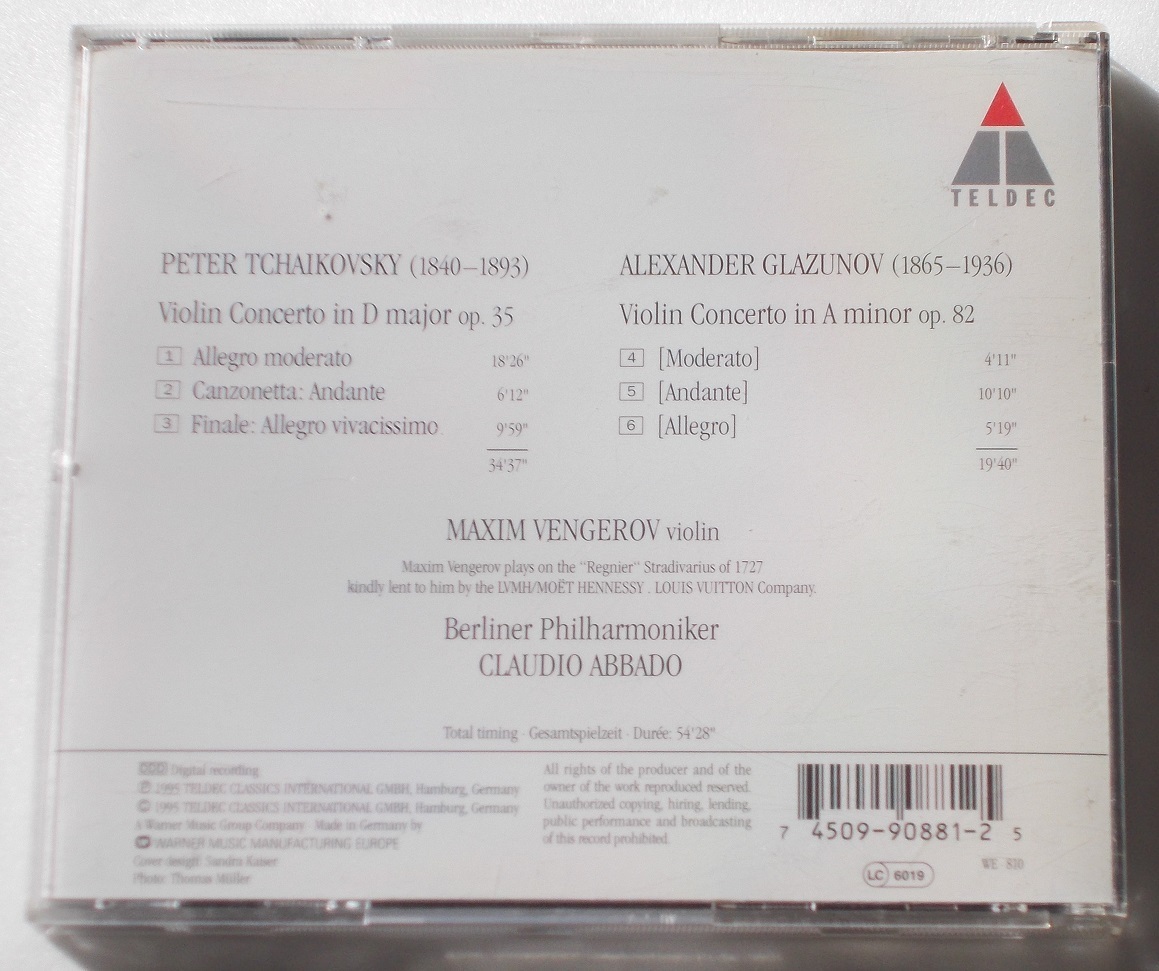 TELDEC
PETER TCHAIKOVSKY (1840–1893)
Violin Concerto in D major op. 35
1 Allegro moderato 18'26"
2 Canzonetta: Andante 6'12"
3 Finale: Allegro vivacissimo 9'59"
34'37"
ALEXANDER GLAZUNOV (1865–1936)
Violin Concerto in A minor op. 82
4 [Moderato] 4'11"
5 [Andante] 10'10"
6 [Allegro] 5'19"
19'40"
MAXIM VENGEROV violin
Maxim Vengerov plays on the "Regnier" Stradivarius of 1727
kindly lent to him by the LVMH/MOËT HENNESSY . LOUIS VUITTON Company.
Berliner Philharmoniker
CLAUDIO ABBADO
Total timing · Gesamtspielzeit · Durée: 54'28"
DDD Digital recording
℗ 1995 TELDEC CLASSICS INTERNATIONAL GMBH, Hamburg, Germany
© 1995 TELDEC CLASSICS INTERNATIONAL GMBH, Hamburg, Germany
A Warner Music Group Company · Made in Germany by
WARNER MUSIC MANUFACTURING EUROPE
Cover design: Sandra Kaiser
Photo: Thomas Müller
All rights of the producer and of the
owner of the work reproduced reserved.
Unauthorized copying, hiring, lending,
public performance and broadcasting
of this record prohibited.
7 4509-90881-2 5
LC 6019
WE 810